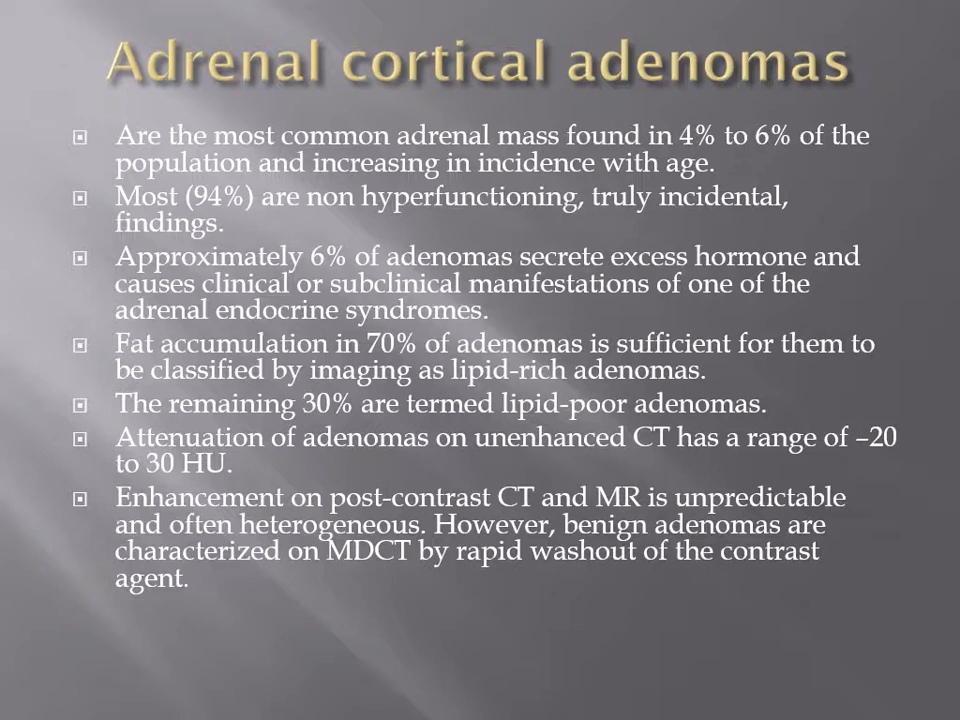 Adrenal cortical adenomas
Are the most common adrenal mass found in 4% to 6% of the
population and increasing in incidence with age.
Most (94%) are non hyperfunctioning, truly incidental,
findings.
Approximately 6% of adenomas secrete excess hormone and
causes clinical or subclinical manifestations of one of the
adrenal endocrine syndromes.
Fat accumulation in 70% of adenomas is sufficient for them to
be classified by imaging as lipid-rich adenomas.
The remaining 30% are termed lipid-poor adenomas.
Attenuation of adenomas on unenhanced CT has a range of –20
to 30 HU.
Enhancement on post-contrast CT and MR is unpredictable
and often heterogeneous. However, benign adenomas are
characterized on MDCT by rapid washout of the contrast
agent.